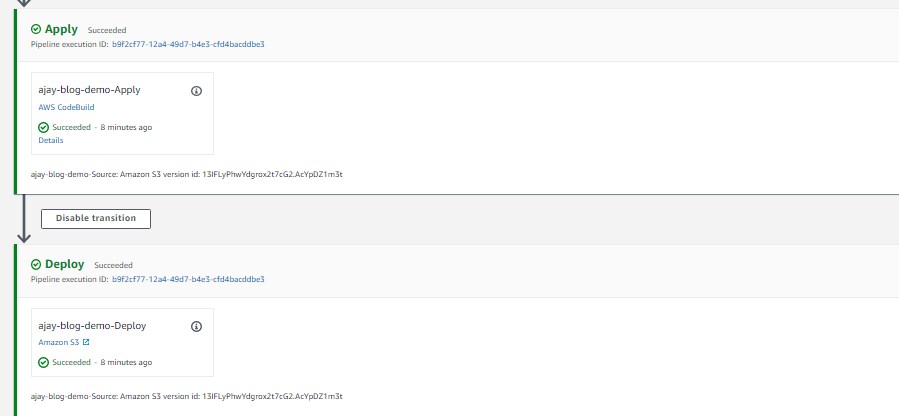 Apply Succeeded
Pipeline execution ID: b9f2cf77-12a4-49d7-b4e3-cfd4bacddbe3
ajay-blog-demo-Apply
AWS CodeBuild
Succeeded - 8 minutes ago
Details
ajay-blog-demo-Source: Amazon S3 version id: 13IFLyPhwYdgrox2t7cG2.AcYpDZ1m3t
Disable transition
Deploy Succeeded
Pipeline execution ID: b9f2cf77-12a4-49d7-b4e3-cfd4bacddbe3
ajay-blog-demo-Deploy
Amazon S3
Succeeded - 8 minutes ago
ajay-blog-demo-Source: Amazon S3 version id: 13IFLyPhwYdgrox2t7cG2.AcYpDZ1m3t